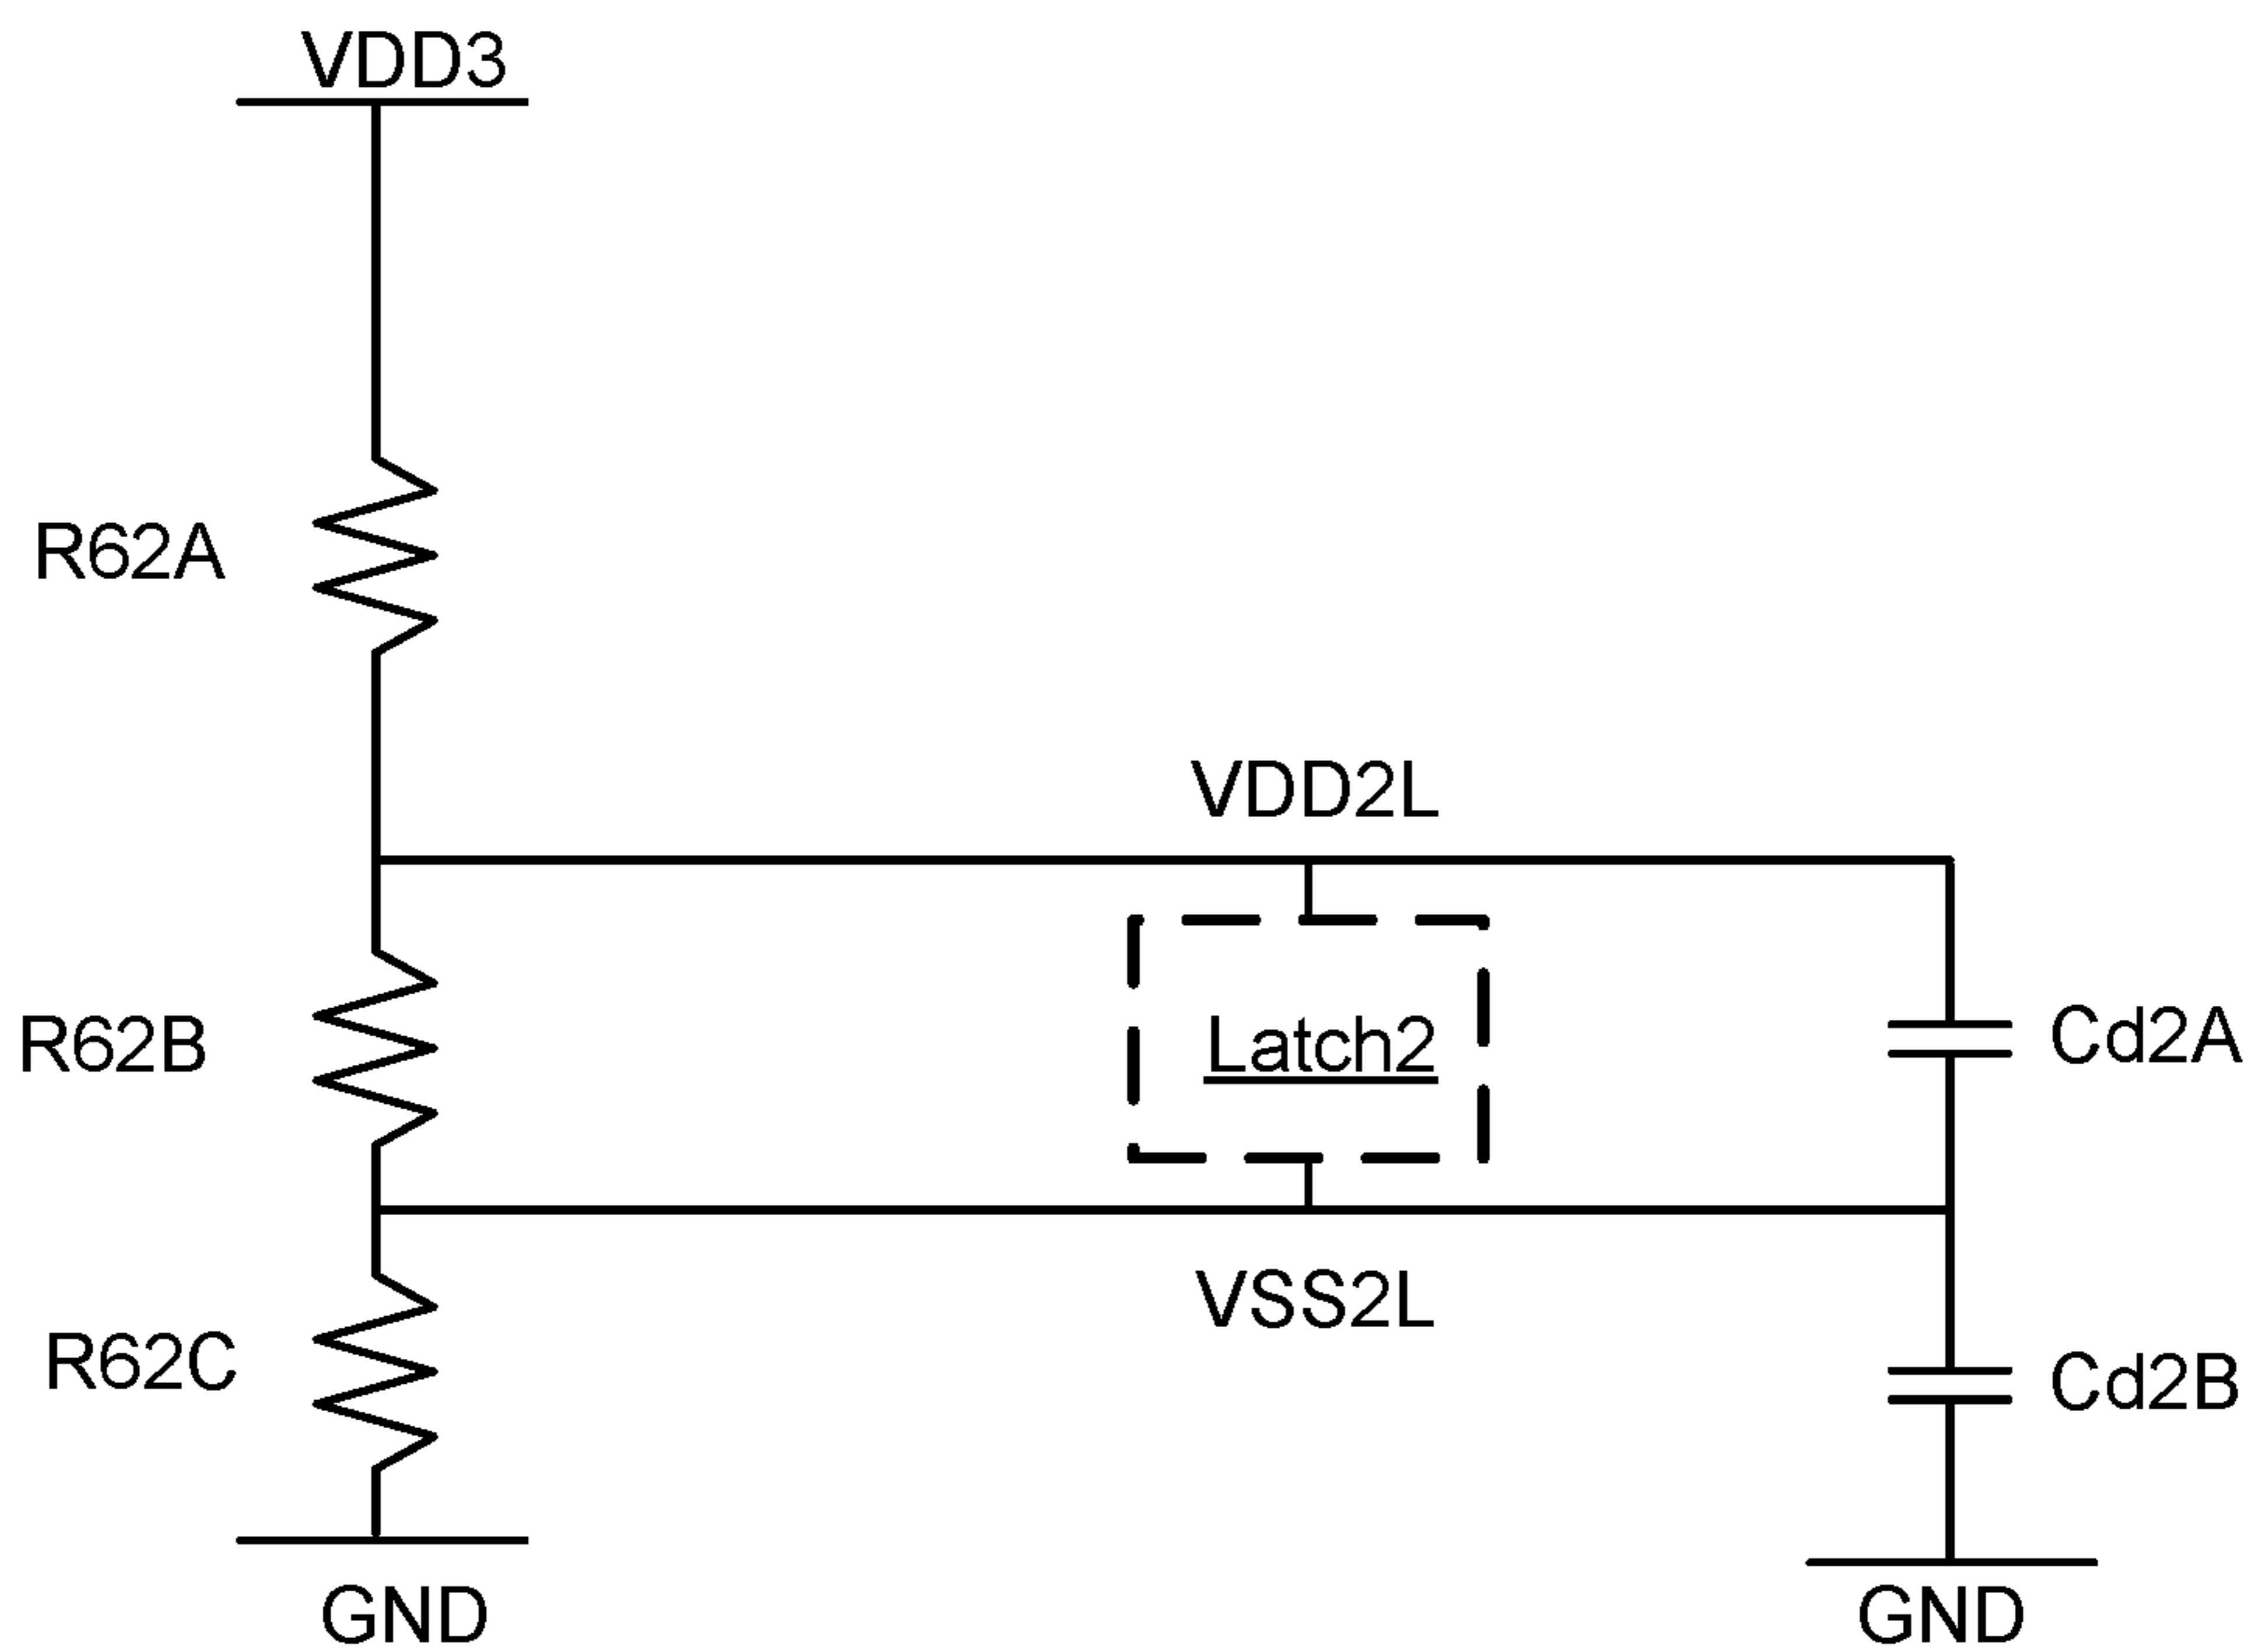 VDD3
R62A
VDD2L
R62B
Latch2
Cd2A
VSS2L
R62C
Cd2B
GND
GND